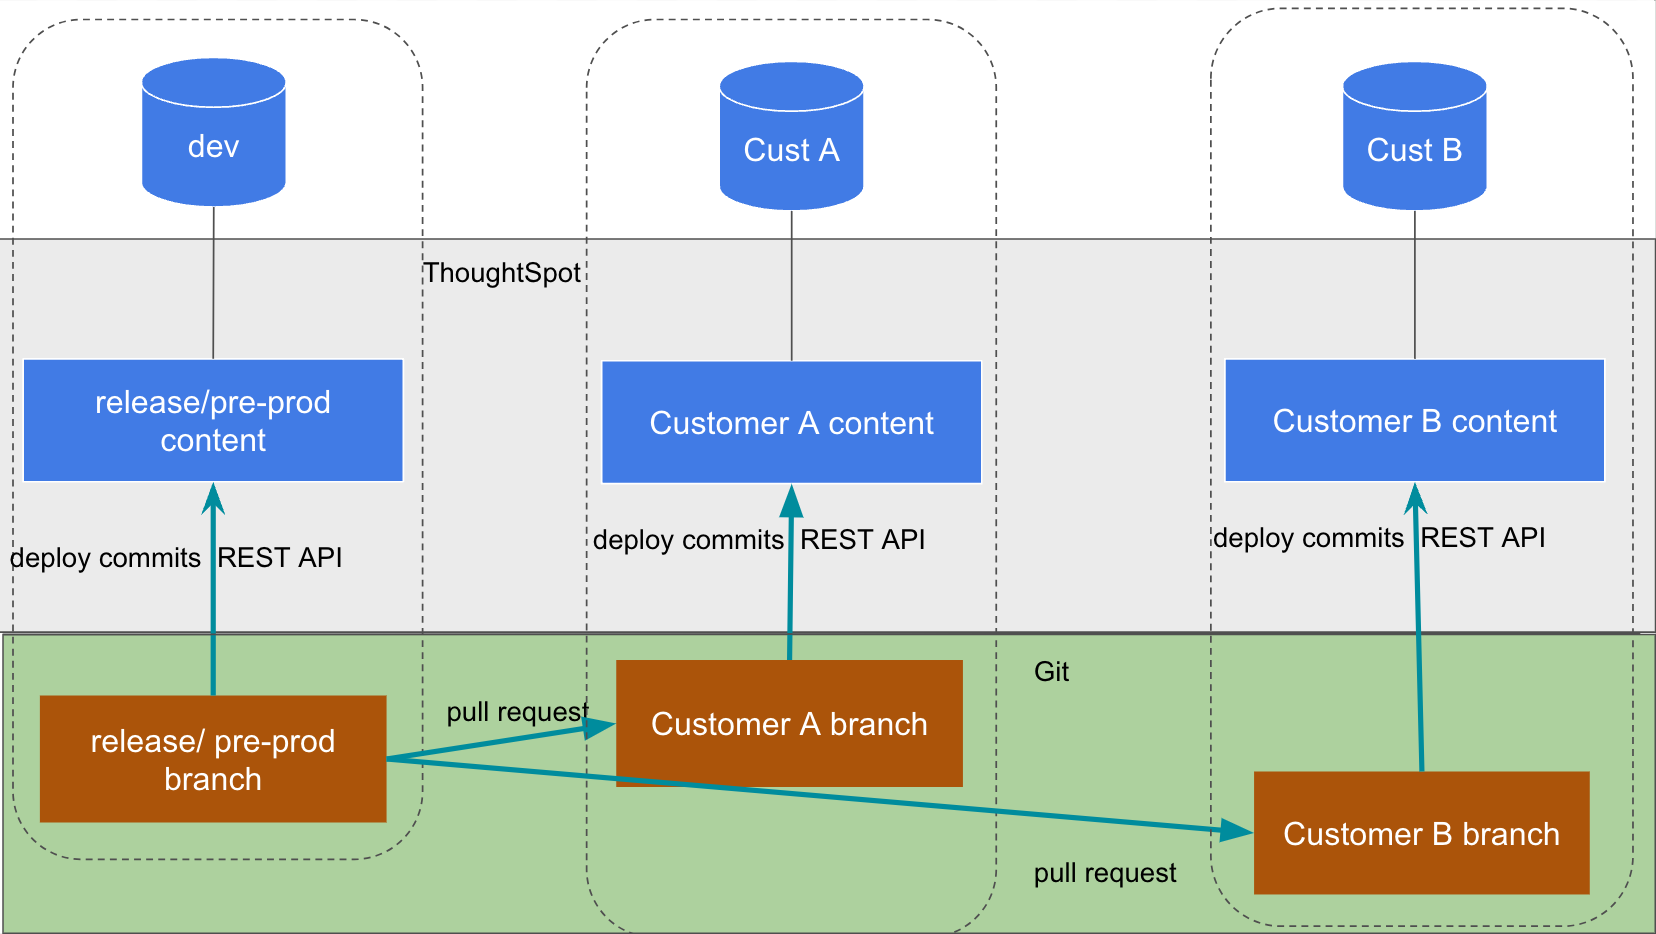 dev
Cust A
Cust B
ThoughtSpot
release/pre-prod
content
Customer A content
Customer B content
deploy commits
REST API
deploy commits
REST API
deploy commits
REST API
Git
pull request
release/ pre-prod
branch
Customer A branch
Customer B branch
pull request